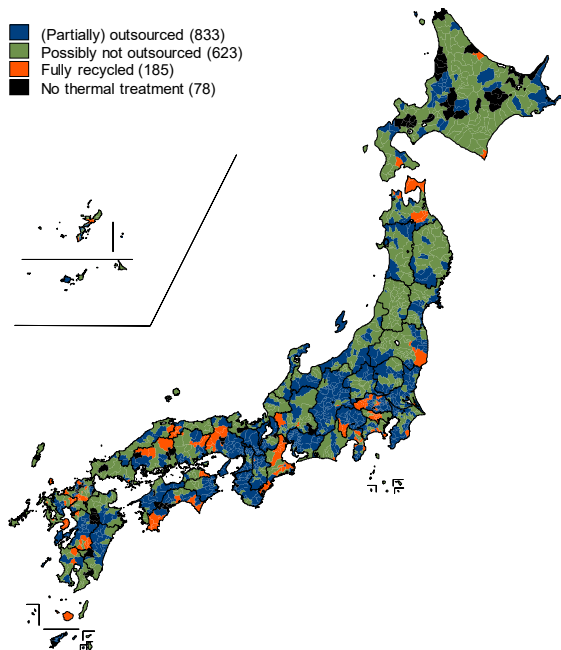 (Partially) outsourced (833)
Possibly not outsourced (623)
Fully recycled (185)
No thermal treatment (78)